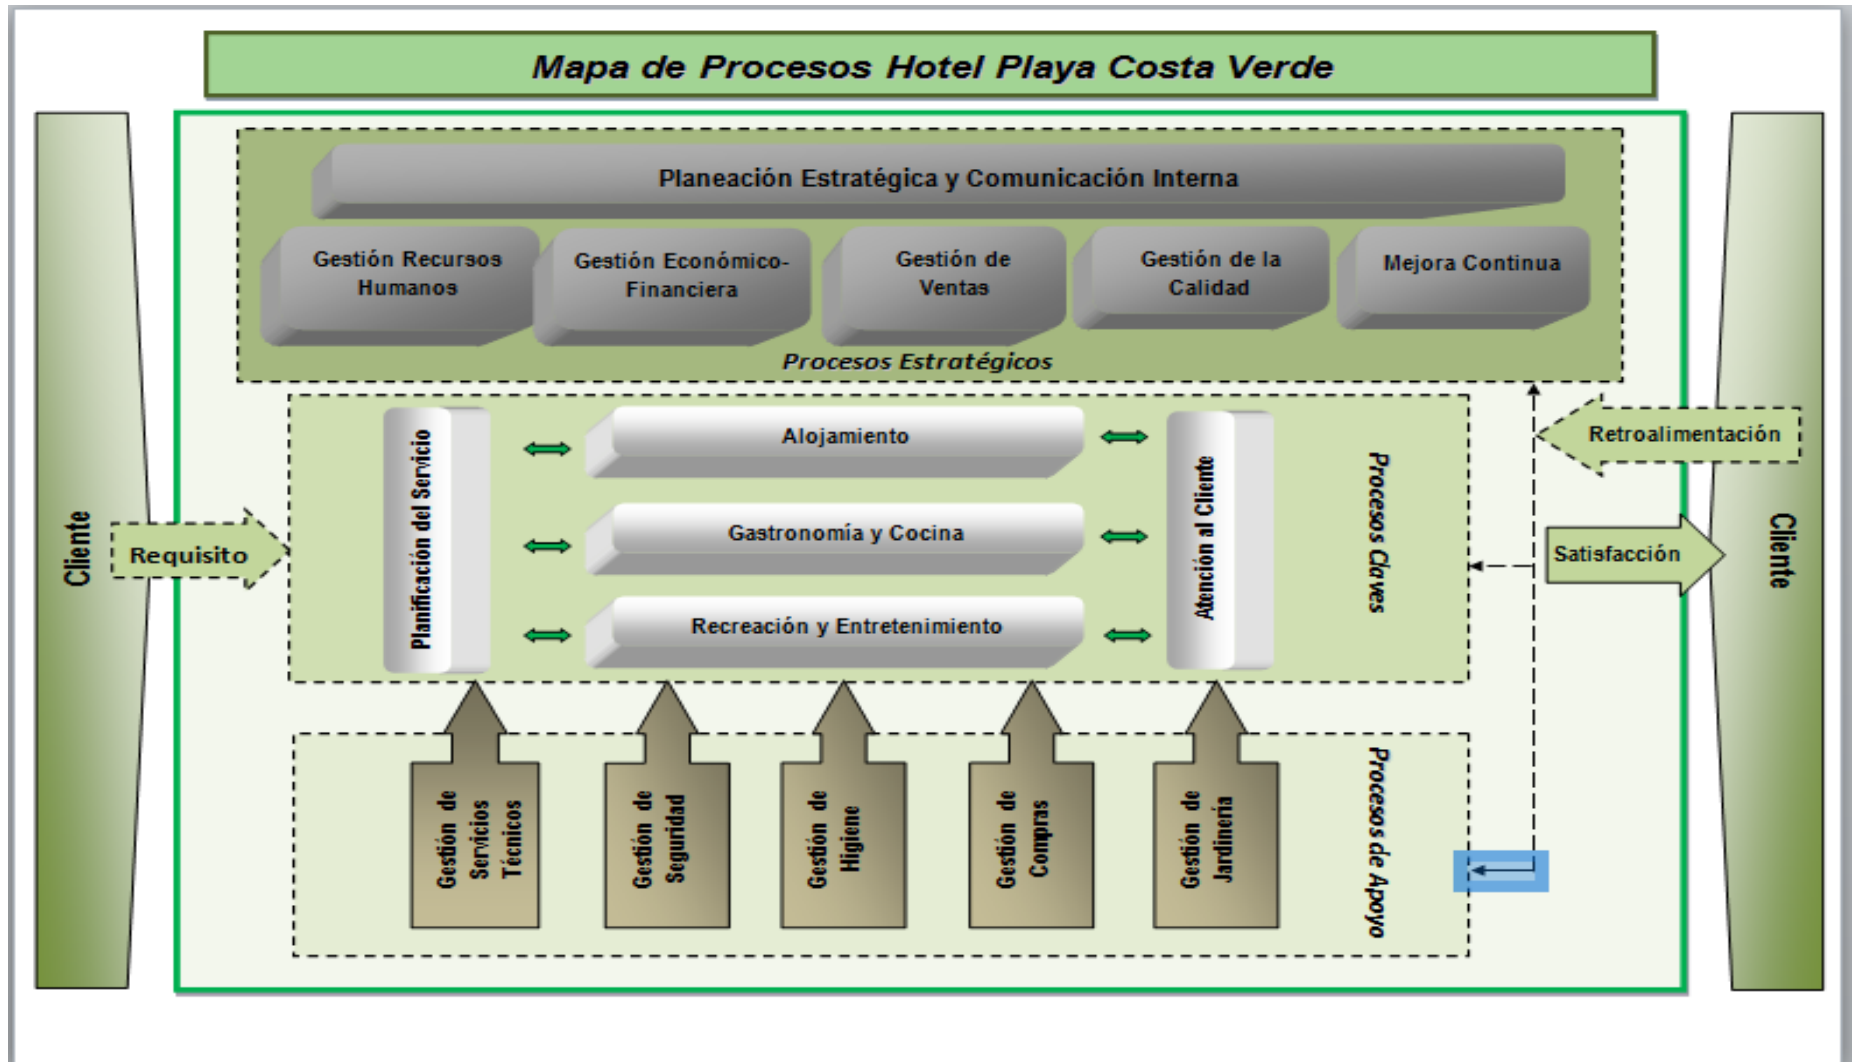 Mapa de Procesos Hotel Playa Costa Verde
Planeación Estratégica y Comunicación Interna
Gestión Recursos
Humanos
Gestión Económico-
Financiera
Gestión de
Ventas
Gestión de la
Calidad
Mejora Continua
Procesos Estratégicos
Cliente
Requisito
Planificación del Servicio
Alojamiento
Gastronomía y Cocina
Recreación y Entretenimiento
Atención al Cliente
Procesos Claves
Retroalimentación
Satisfacción
Cliente
Gestión de
Servicios
Técnicos
Gestión de
Seguridad
Gestión de
Higiene
Gestión de
Compras
Gestión de
Jardinería
Procesos de Apoyo